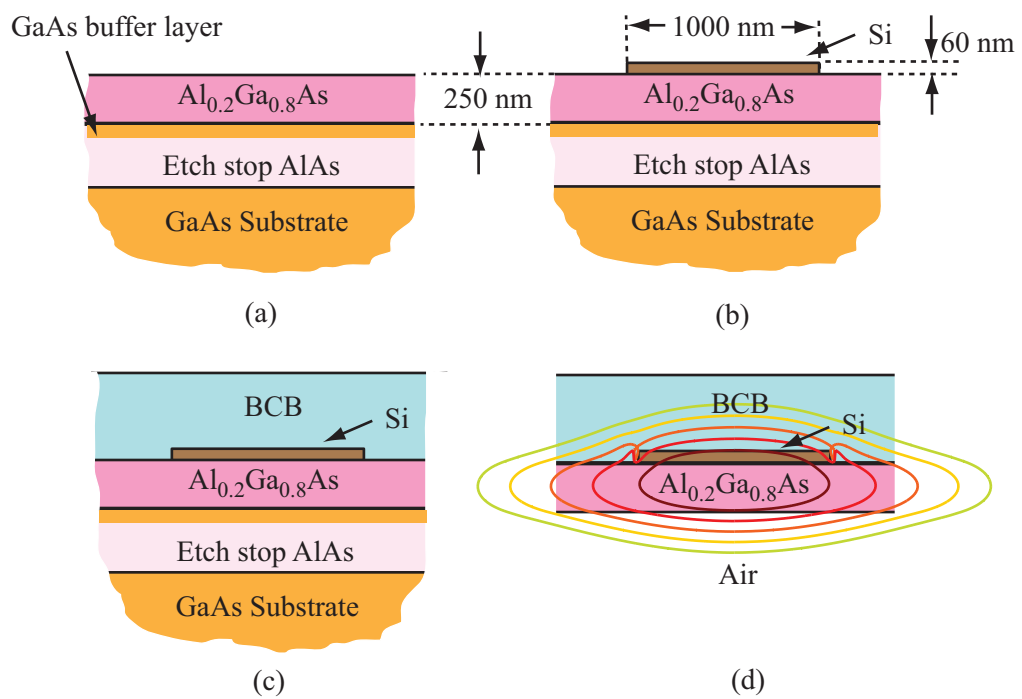 GaAs buffer layer
Al0.2Ga0.8As
250 nm
Etch stop AlAs
GaAs Substrate
(a)
1000 nm
Si
60 nm
Al0.2Ga0.8As
Etch stop AlAs
GaAs Substrate
(b)
BCB
Si
Al0.2Ga0.8As
Etch stop AlAs
GaAs Substrate
(c)
BCB
Si
Al0.2Ga0.8As
Air
(d)